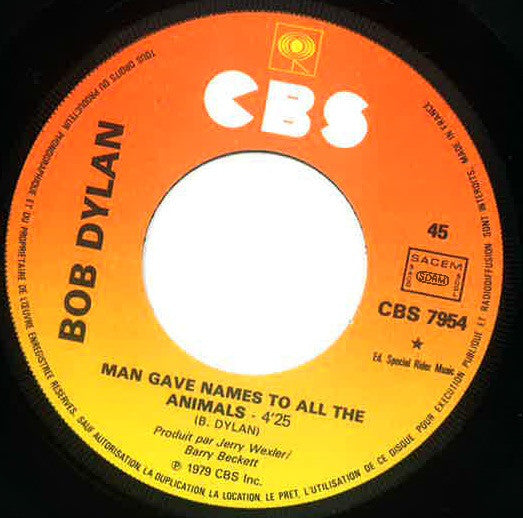 CBS
BOB DYLAN
45
SACEM
SDRM
CBS 7954
★
Ed. Special Rider Music
MAN GAVE NAMES TO ALL THE
ANIMALS - 4'25
(B. DYLAN)
Produit par Jerry Wexler/
Barry Beckett
℗ 1979 CBS Inc.
TOUS DROITS DU PRODUCTEUR PHONOGRAPHIQUE ET DU PROPRIETAIRE DE L'ŒUVRE ENREGISTREE RESERVES. SAUF AUTORISATION, LA DUPLICATION, LA LOCATION, LE PRET, L'UTILISATION DE CE DISQUE POUR EXECUTION PUBLIQUE ET RADIODIFFUSION SONT INTERDITS. MADE IN FRANCE